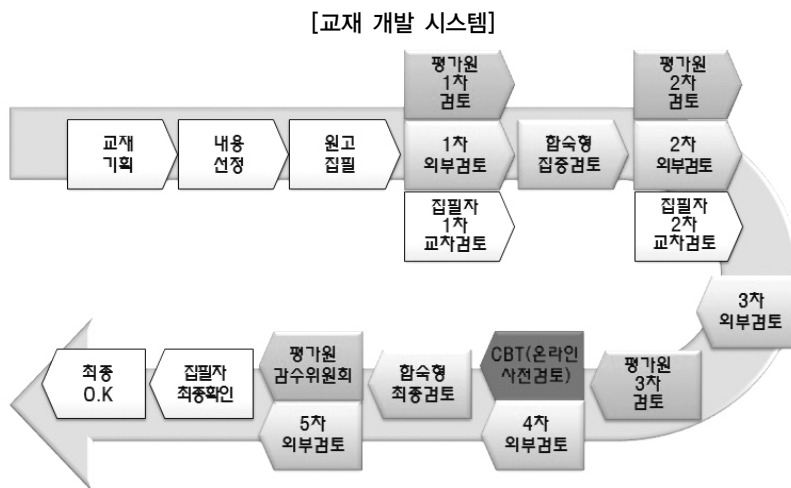 [교재 개발 시스템]
교재
기획
내용
선정
원고
집필
평가원
1차
검토
1차
외부검토
집필자
1차
교차검토
합숙형
집중검토
평가원
2차
검토
2차
외부검토
집필자
2차
교차검토
3차
외부검토
평가원
3차
검토
CBT(온라인
사전검토)
4차
외부검토
합숙형
최종검토
평가원
감수위원회
5차
외부검토
집필자
최종확인
최종
O.K